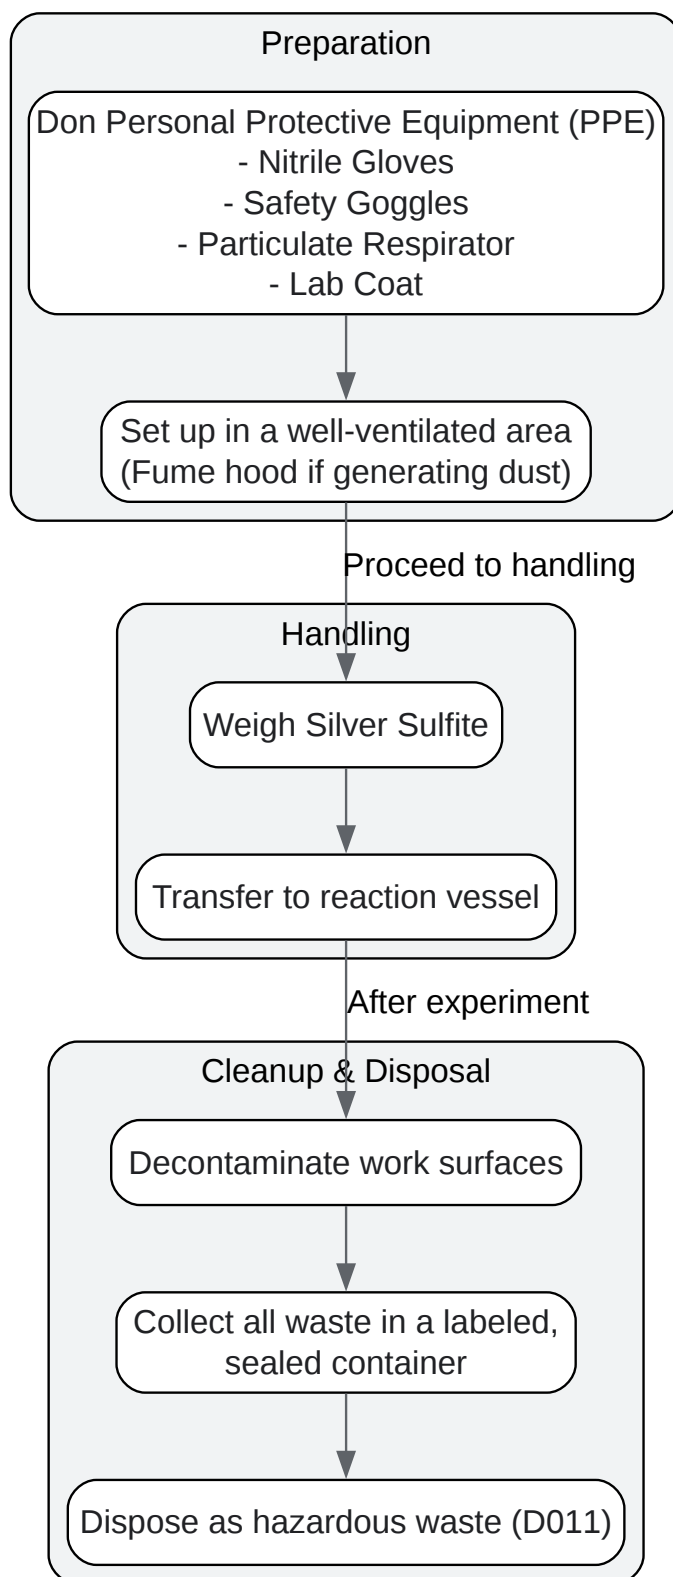 Preparation
Don Personal Protective Equipment (PPE)
- Nitrile Gloves
- Safety Goggles
- Particulate Respirator
- Lab Coat
Set up in a well-ventilated area
(Fume hood if generating dust)
Proceed to handling
Handling
Weigh Silver Sulfite
Transfer to reaction vessel
After experiment
Cleanup & Disposal
Decontaminate work surfaces
Collect all waste in a labeled,
sealed container
Dispose as hazardous waste (D011)